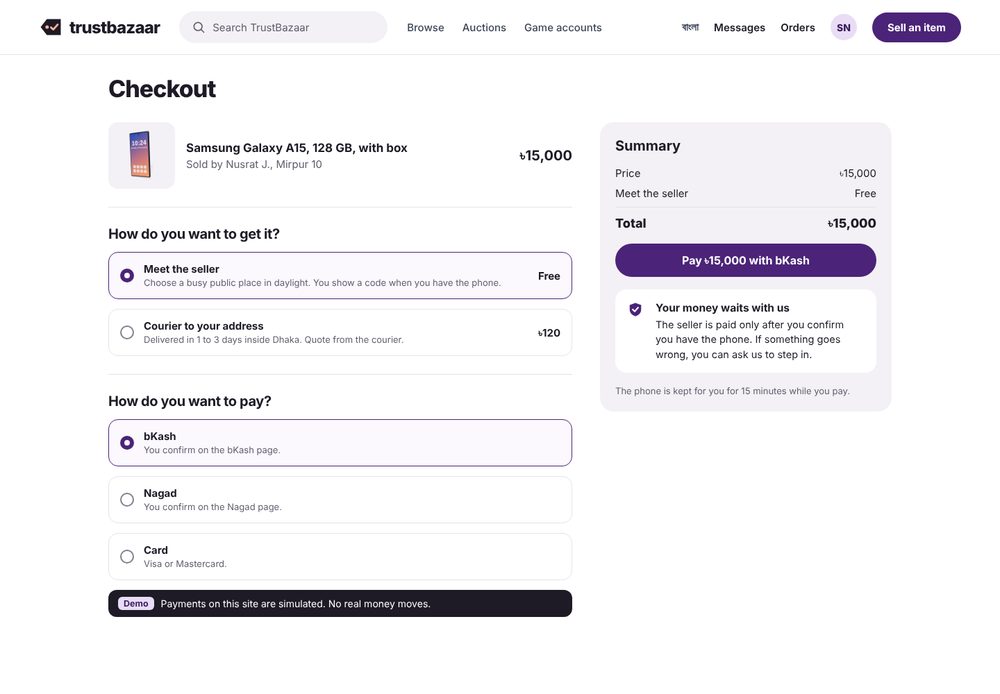 trustbazaar
Search TrustBazaar
Browse
Auctions
Game accounts
বাংলা
Messages
Orders
SN
Sell an item
Checkout
10:24
Samsung Galaxy A15, 128 GB, with box
Sold by Nusrat J., Mirpur 10
৳15,000
How do you want to get it?
Meet the seller
Choose a busy public place in daylight. You show a code when you have the phone.
Free
Courier to your address
Delivered in 1 to 3 days inside Dhaka. Quote from the courier.
৳120
How do you want to pay?
bKash
You confirm on the bKash page.
Nagad
You confirm on the Nagad page.
Card
Visa or Mastercard.
Demo Payments on this site are simulated. No real money moves.
Summary
Price ৳15,000
Meet the seller Free
Total ৳15,000
Pay ৳15,000 with bKash
Your money waits with us
The seller is paid only after you confirm
you have the phone. If something goes
wrong, you can ask us to step in.
The phone is kept for you for 15 minutes while you pay.